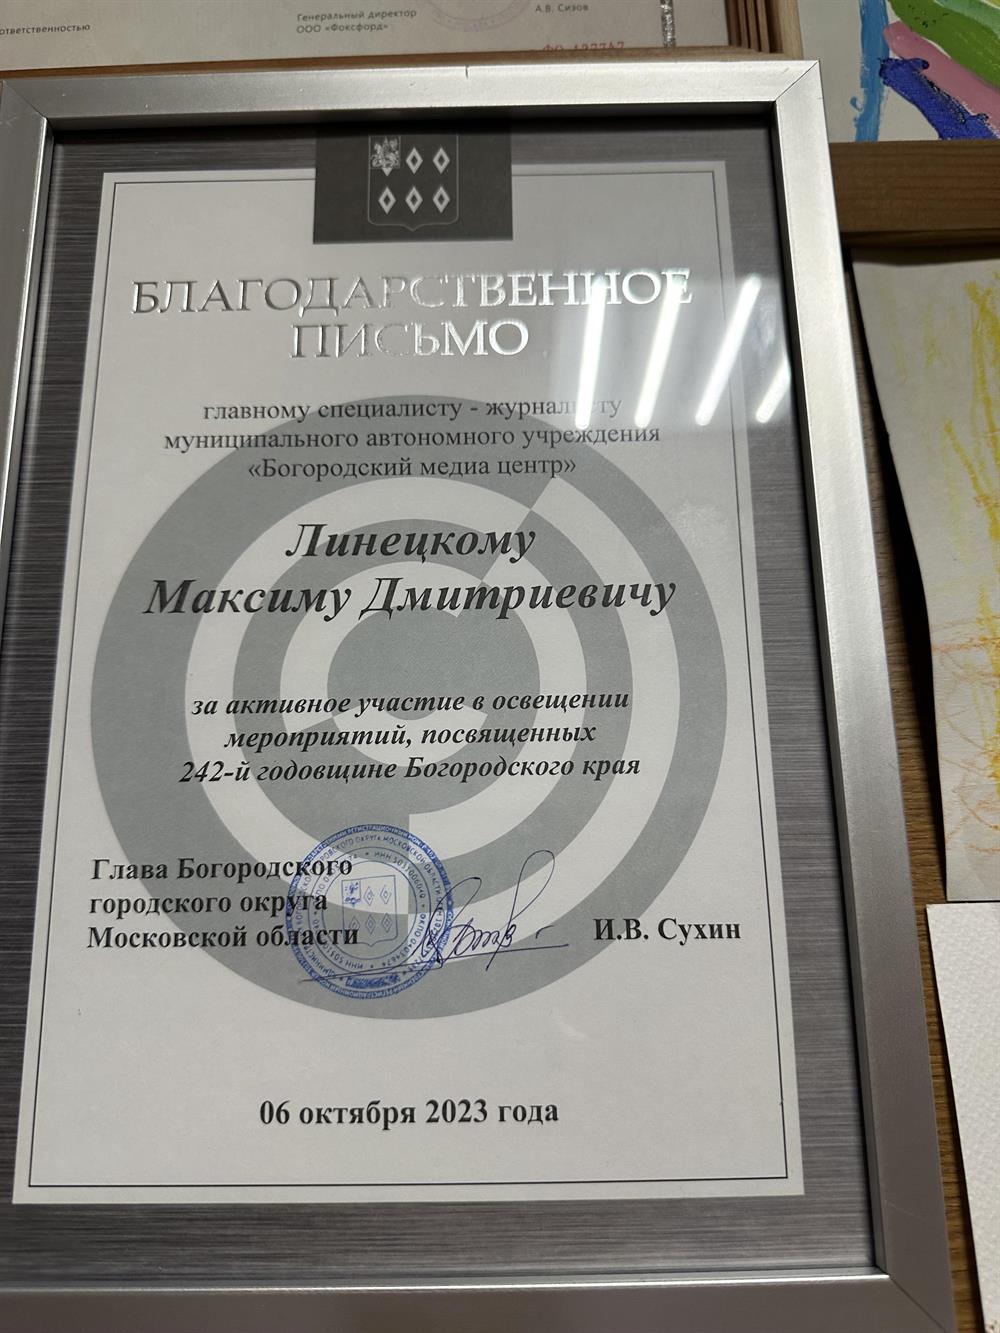 ответственностью
Генеральный директор
ООО «Фоксфорд»
А.В. Сизов
БЛАГОДАРСТВЕННОЕ
ПИСЬМО
главному специалисту - журналисту
муниципального автономного учреждения
«Богородский медиа центр»
Линецкому
Максиму Дмитриевичу
за активное участие в освещении
мероприятий, посвященных
242-й годовщине Богородского края
Глава Богородского
городского округа
Московской области
И.В. Сухин
06 октября 2023 года